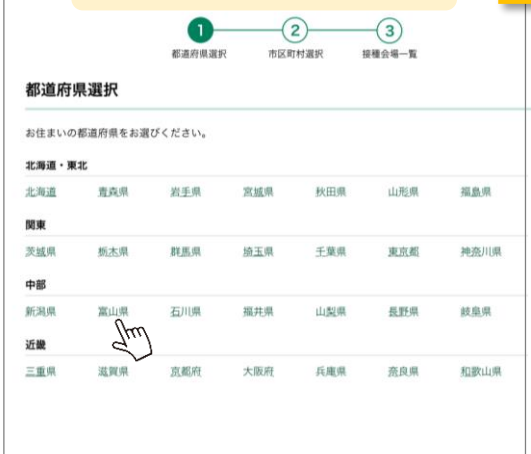 1 2 3
都道府県選択 市区町村選択 接種会場一覧
都道府県選択
お住まいの都道府県をお選びください。
北海道・東北
北海道 青森県 岩手県 宮城県 秋田県 山形県 福島県
関東
茨城県 栃木県 群馬県 埼玉県 千葉県 東京都 神奈川県
中部
新潟県 富山県 石川県 福井県 山梨県 長野県 岐阜県
近畿
三重県 滋賀県 京都府 大阪府 兵庫県 奈良県 和歌山県